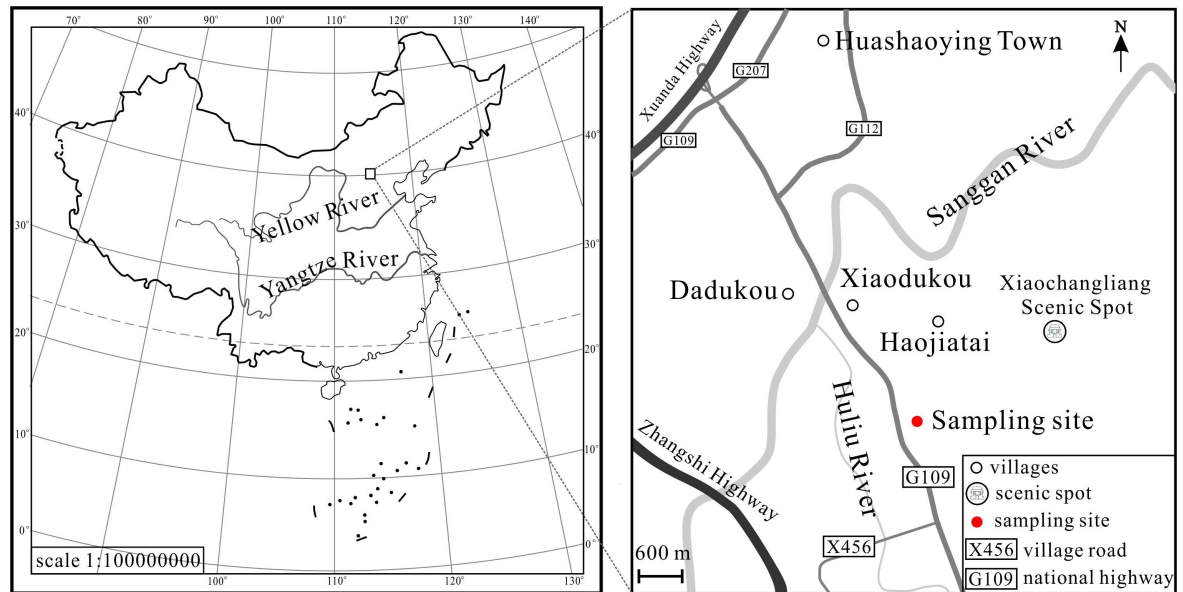 70°
80°
90°
100°
110°
120°
130°
140°
40°
30°
20°
10°
0°
40°
30°
20°
10°
0°
Yellow River
Yangtze River
scale 1:100000000
100°
110°
120°
130°
Huashaoying Town
N
Xuanda Highway
G207
G109
G112
Sanggan River
Dadukou
Xiaodukou
Haojiatai
Xiaochangliang
Scenic Spot
Huliu River
Sampling site
Zhangshi Highway
G109
X456
600 m
villages
scenic spot
sampling site
X456 village road
G109 national highway